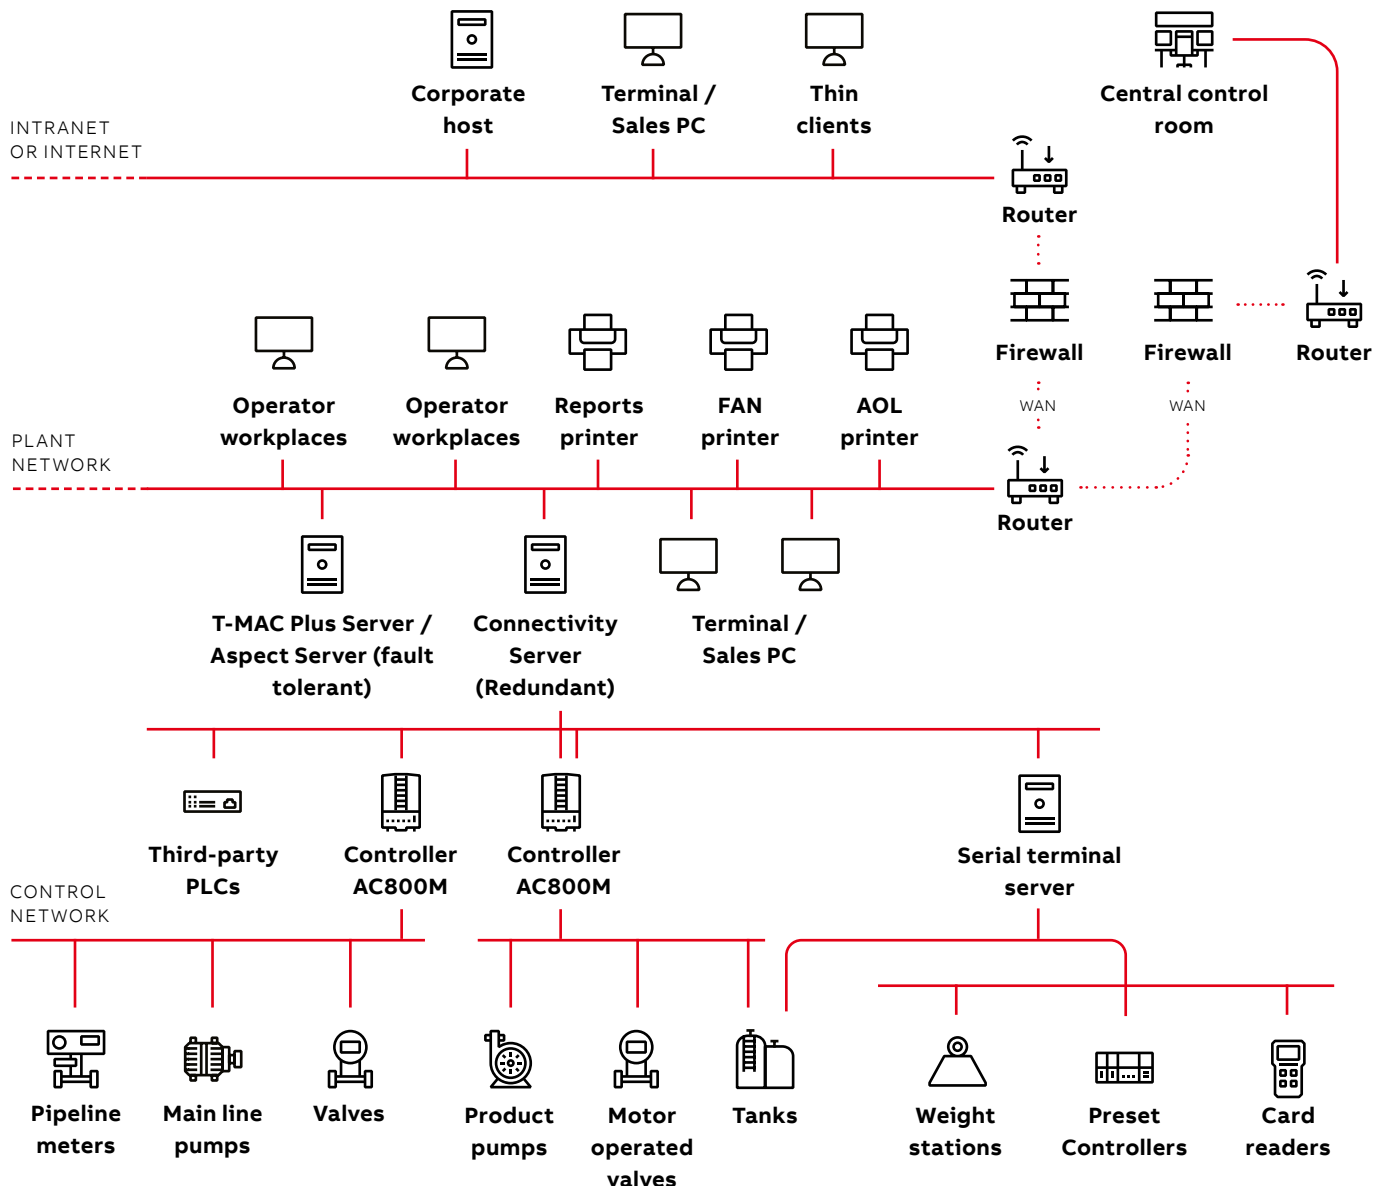 Corporate
host
Terminal /
Sales PC
Thin
clients
Central control
room
INTRANET
OR INTERNET
Router
Firewall
Firewall
Router
Operator
workplaces
Operator
workplaces
Reports
printer
FAN
printer
AOL
printer
WAN
WAN
PLANT
NETWORK
Router
T-MAC Plus Server /
Aspect Server (fault
tolerant)
Connectivity
Server
(Redundant)
Terminal /
Sales PC
Third-party
PLCs
Controller
AC800M
Controller
AC800M
Serial terminal
server
CONTROL
NETWORK
Pipeline
meters
Main line
pumps
Valves
Product
pumps
Motor
operated
valves
Tanks
Weight
stations
Preset
Controllers
Card
readers